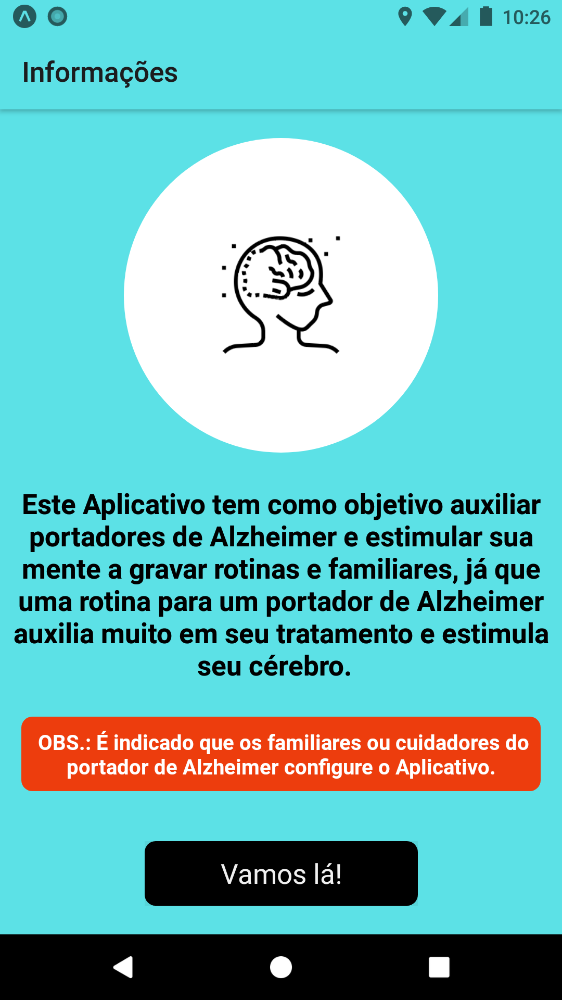 10:26
Informações
Este Aplicativo tem como objetivo auxiliar
portadores de Alzheimer e estimular sua
mente a gravar rotinas e familiares, já que
uma rotina para um portador de Alzheimer
auxilia muito em seu tratamento e estimula
seu cérebro.
OBS.: É indicado que os familiares ou cuidadores do
portador de Alzheimer configure o Aplicativo.
Vamos lá!